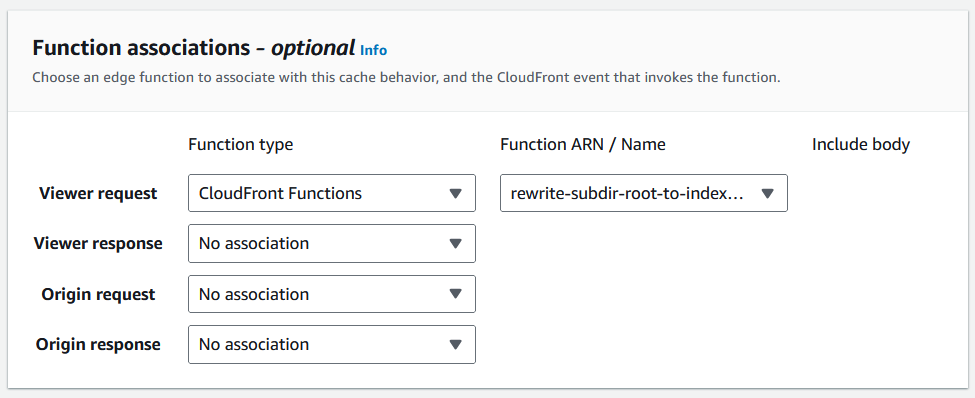 Function associations - optional Info
Choose an edge function to associate with this cache behavior, and the CloudFront event that invokes the function.
Function type Function ARN / Name Include body
Viewer request CloudFront Functions rewrite-subdir-root-to-index...
Viewer response No association
Origin request No association
Origin response No association